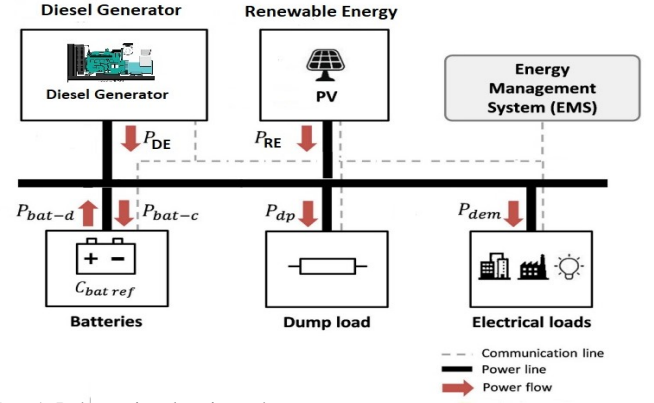 Diesel Generator
Renewable Energy
Diesel Generator
PV
Energy
Management
System (EMS)
P_DE
P_RE
P_bat−d
P_bat−c
P_dp
P_dem
+ −
C_bat ref
Batteries
Dump load
Electrical loads
Communication line
Power line
Power flow